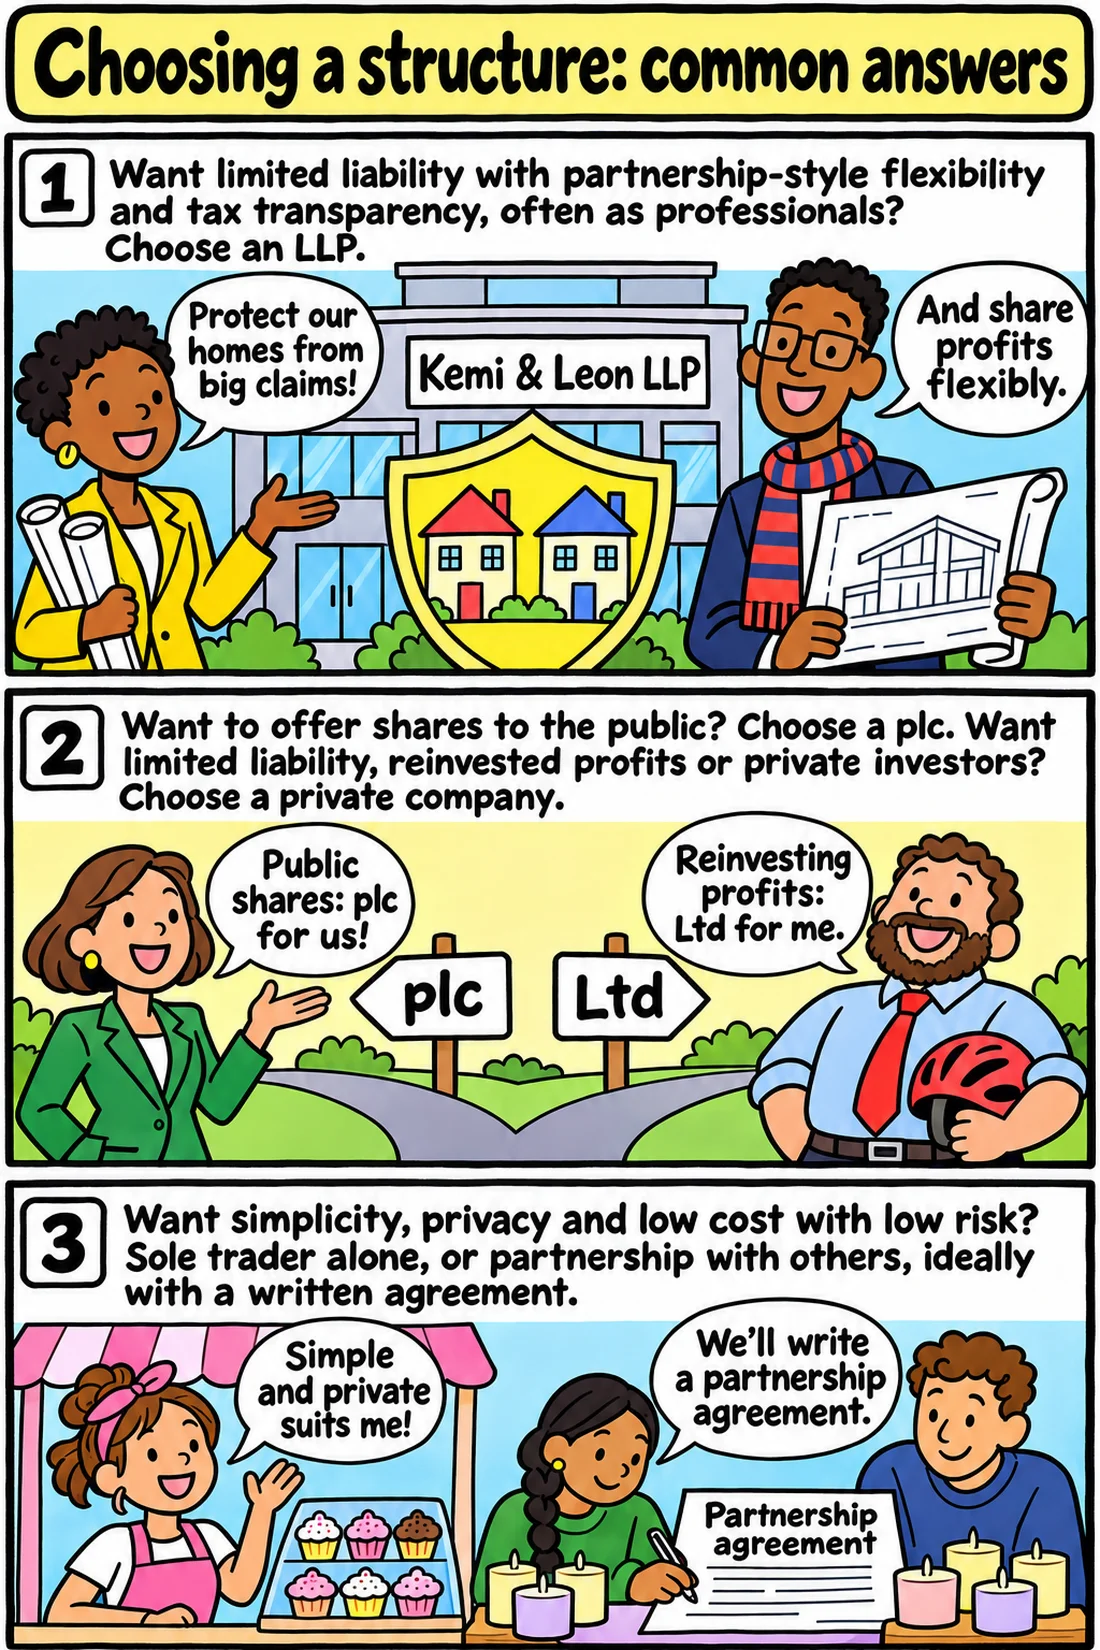 Choosing a structure: common answers
1
Want limited liability with partnership-style flexibility
and tax transparency, often as professionals?
Choose an LLP.
Protect our
homes from
big claims!
Kemi & Leon LLP
And share
profits
flexibly.
2
Want to offer shares to the public? Choose a plc. Want
limited liability, reinvested profits or private investors?
Choose a private company.
Public
shares: plc
for us!
plc
Ltd
Reinvesting
profits:
Ltd for me.
3
Want simplicity, privacy and low cost with low risk?
Sole trader alone, or partnership with others, ideally
with a written agreement.
Simple
and private
suits me!
We'll write
a partnership
agreement.
Partnership
agreement